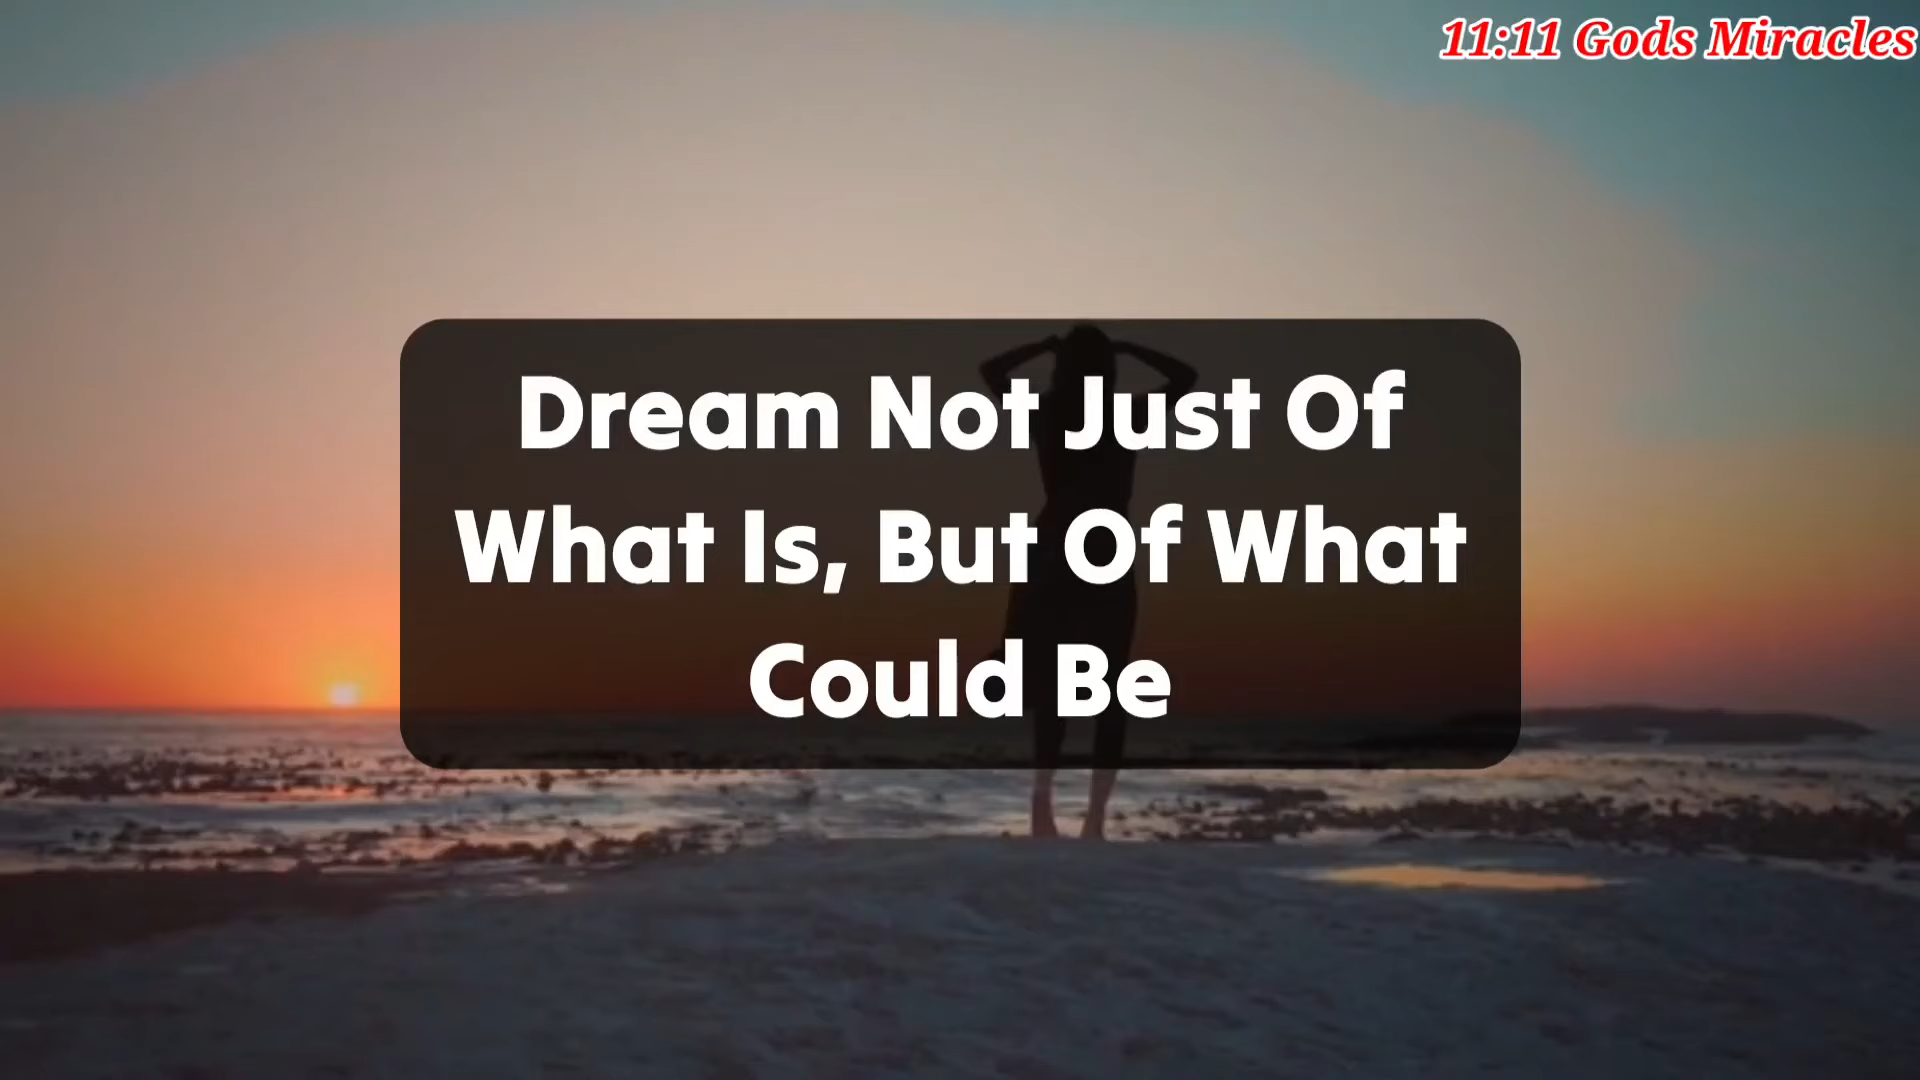 11:11 Gods Miracles
Dream Not Just Of
What Is, But Of What
Could Be